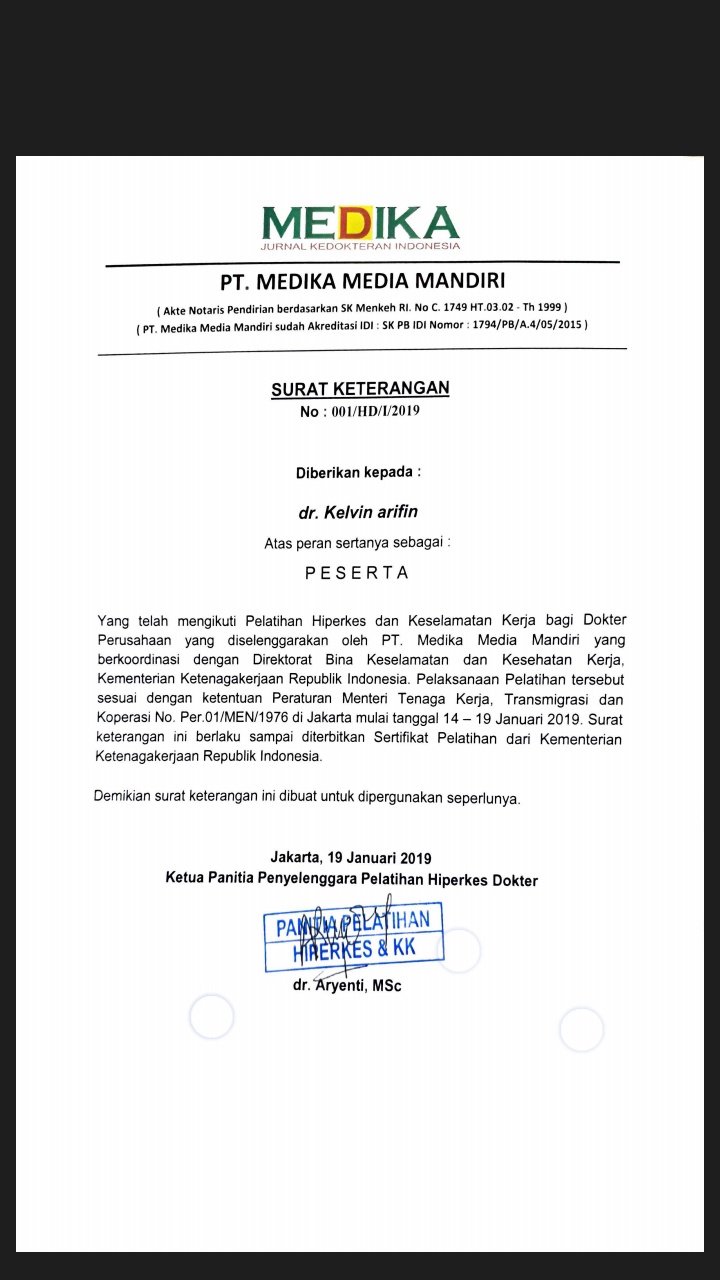 MEDIKA
JURNAL KEDOKTERAN INDONESIA
PT. MEDIKA MEDIA MANDIRI
( Akte Notaris Pendirian berdasarkan SK Menkeh RI. No C. 1749 HT.03.02 - Th 1999 )
( PT. Medika Media Mandiri sudah Akreditasi IDI : SK PB IDI Nomor : 1794/PB/A.4/05/2015 )
SURAT KETERANGAN
No : 001/HD/I/2019
Diberikan kepada :
dr. Kelvin arifin
Atas peran sertanya sebagai :
P E S E R T A
Yang telah mengikuti Pelatihan Hiperkes dan Keselamatan Kerja bagi Dokter
Perusahaan yang diselenggarakan oleh PT. Medika Media Mandiri yang
berkoordinasi dengan Direktorat Bina Keselamatan dan Kesehatan Kerja,
Kementerian Ketenagakerjaan Republik Indonesia. Pelaksanaan Pelatihan tersebut
sesuai dengan ketentuan Peraturan Menteri Tenaga Kerja, Transmigrasi dan
Koperasi No. Per.01/MEN/1976 di Jakarta mulai tanggal 14 – 19 Januari 2019. Surat
keterangan ini berlaku sampai diterbitkan Sertifikat Pelatihan dari Kementerian
Ketenagakerjaan Republik Indonesia.
Demikian surat keterangan ini dibuat untuk dipergunakan seperlunya.
Jakarta, 19 Januari 2019
Ketua Panitia Penyelenggara Pelatihan Hiperkes Dokter
PANITIA PELATIHAN
HIPERKES & KK
dr. Aryenti, MSc